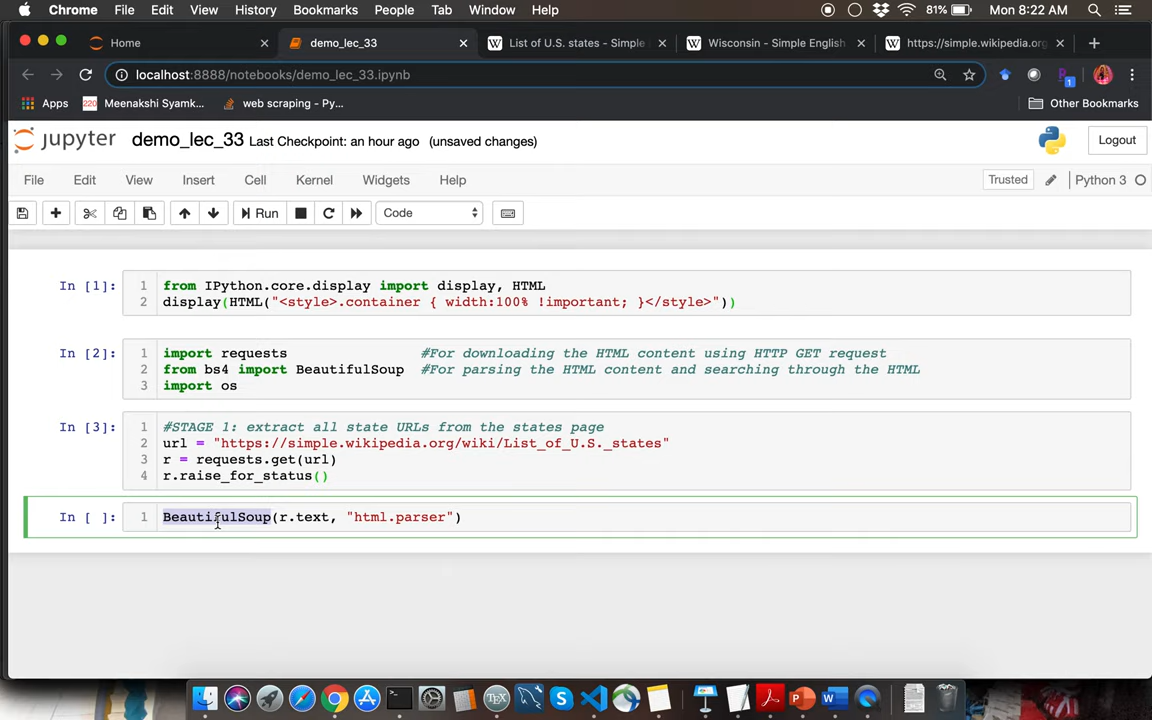 Chrome File Edit View History Bookmarks People Tab Window Help 81% Mon 8:22 AM
Home demo_lec_33 List of U.S. states - Simple Wisconsin - Simple English https://simple.wikipedia.org
localhost:8888/notebooks/demo_lec_33.ipynb 1
Apps 220 Meenakshi Syamk... web scraping - Py... Other Bookmarks
jupyter demo_lec_33 Last Checkpoint: an hour ago (unsaved changes) Logout
File Edit View Insert Cell Kernel Widgets Help Trusted Python 3
Run Code
In [1]: 1 from IPython.core.display import display, HTML
2 display(HTML("<style>.container { width:100% !important; }</style>"))
In [2]: 1 import requests #For downloading the HTML content using HTTP GET request
2 from bs4 import BeautifulSoup #For parsing the HTML content and searching through the HTML
3 import os
In [3]: 1 #STAGE 1: extract all state URLs from the states page
2 url = "https://simple.wikipedia.org/wiki/List_of_U.S._states"
3 r = requests.get(url)
4 r.raise_for_status()
In [ ]: 1 BeautifulSoup(r.text, "html.parser")